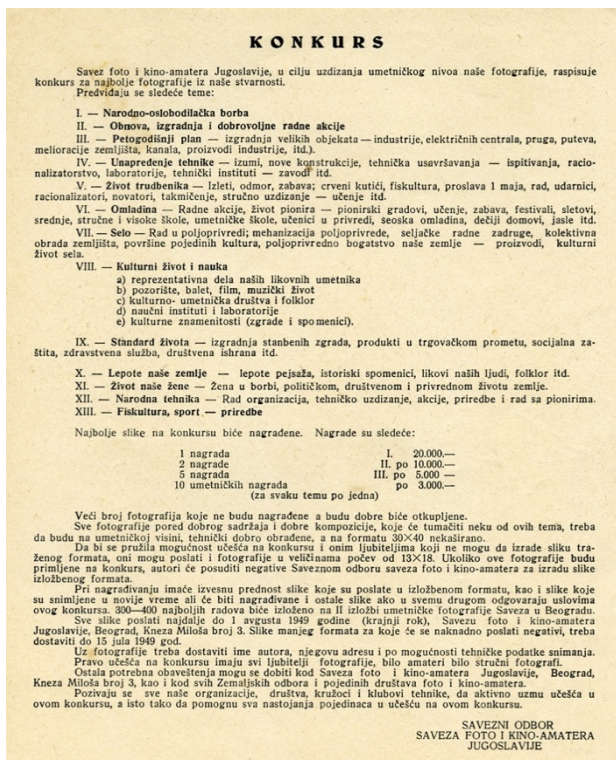 KONKURS
Savez foto i kino-amatera Jugoslavije, u cilju uzdizanja umetničkog nivoa naše fotografije, raspisuje
konkurs za najbolje fotografije iz naše stvarnosti.
Predviđaju se sledeće teme:
I. — Narodno-oslobodilačka borba
II. — Obnova, izgradnja i dobrovoljne radne akcije
III. — Petogodišnji plan — izgradnja velikih objekata — industrije, električnih centrala, pruga, puteva,
melioracije zemljišta, kanala, proizvodi industrije, itd.).
IV. — Unapređenje tehnike — izumi, nove konstrukcije, tehnička usavršavanja — ispitivanja, racio-
nalizatorstvo, laboratorije, tehnički instituti — zavodi itd.
V. — Život trudbenika — Izleti, odmor, zabava; crveni kutići, fiskultura, proslava 1 maja, rad, udarnici,
racionalizatori, novatori, takmičenje, stručno uzdizanje — učenje itd.
VI. — Omladina — Radne akcije, život pionira — pionirski gradovi, učenje, zabava, festivali, sletovi,
srednje, stručne i visoke škole, umetničke škole, učenici u privredi, seoska omladina, dečiji domovi, jasle itd.
VII. — Selo — Rad u poljoprivredi; mehanizacija poljoprivrede, seljačke radne zadruge, kolektivna
obrada zemljišta, površine pojedinih kultura, poljoprivredno bogatstvo naše zemlje — proizvodi, kulturni
život sela.
VIII. — Kulturni život i nauka
a) reprezentativna dela naših likovnih umetnika
b) pozorište, balet, film, muzički život
c) kulturno- umetnička društva i folklor
d) naučni instituti i laboratorije
e) kulturne znamenitosti (zgrade i spomenici).
IX. — Standard života — izgradnja stanbenih zgrada, produkti u trgovačkom prometu, socijalna za-
štita, zdravstvena služba, društvena ishrana itd.
X. — Lepote naše zemlje — lepote pejsaža, istoriski spomenici, likovi naših ljudi, folklor itd.
XI. — Život naše žene — Žena u borbi, političkom, društvenom i privrednom životu zemlje.
XII. — Narodna tehnika — Rad organizacija, tehničko uzdizanje, akcije, priredbe i rad sa pionirima.
XIII. — Fiskultura, sport — priredbe
Najbolje slike na konkursu biće nagrađene. Nagrade su sledeće:
1 nagrada I. 20.000.—
2 nagrade II. po 10.000.—
5 nagrada III. po 5.000 —
10 umetničkih nagrada po 3.000.—
(za svaku temu po jedna)
Veći broj fotografija koje ne budu nagrađene a budu dobre biće otkupljene.
Sve fotografije pored dobrog sadržaja i dobre kompozicije, koje će tumačiti neku od ovih tema, treba
da budu na umetničkoj visini, tehnički dobro obrađene, a na formatu 30×40 nekaširano.
Da bi se pružila mogućnost učešća na konkursu i onim ljubiteljima koji ne mogu da izrade sliku tra-
ženog formata, oni mogu poslati i fotografije u veličinama počev od 13×18. Ukoliko ove fotografije budu
primljene na konkurs, autori će posuditi negative Saveznom odboru saveza foto i kino-amatera za izradu slike
izložbenog formata.
Pri nagrađivanju imaće izvesnu prednost slike koje su poslate u izložbenom formatu, kao i slike koje
su snimljene u novije vreme ali će biti nagrađivane i ostale slike ako u svemu drugom odgovaraju uslovima
ovog konkursa. 300—400 najboljih radova biće izloženo na II izložbi umetničke fotografije Saveza u Beogradu.
Sve slike poslati najdalje do 1 avgusta 1949 godine (krajnji rok), Savezu foto i kino-amatera
Jugoslavije, Beograd, Kneza Miloša broj 3. Slike manjeg formata za koje će se naknadno poslati negativi, treba
dostaviti do 15 jula 1949 god.
Uz fotografije treba dostaviti ime autora, njegovu adresu i po mogućnosti tehničke podatke snimanja.
Pravo učešća na konkursu imaju svi ljubitelji fotografije, bilo amateri bilo stručni fotografi.
Ostala potrebna obaveštenja mogu se dobiti kod Saveza foto i kino-amatera Jugoslavije, Beograd,
Kneza Miloša broj 3, kao i kod svih Zemaljskih odbora i pojedinih društava foto i kino-amatera.
Pozivaju se sve naše organizacije, društva, kružoci i klubovi tehnike, da aktivno uzmu učešća u
ovom konkursu, a isto tako da pomognu sva nastojanja pojedinaca u učešću na ovom konkursu.
SAVEZNI ODBOR
SAVEZA FOTO I KINO-AMATERA
JUGOSLAVIJE